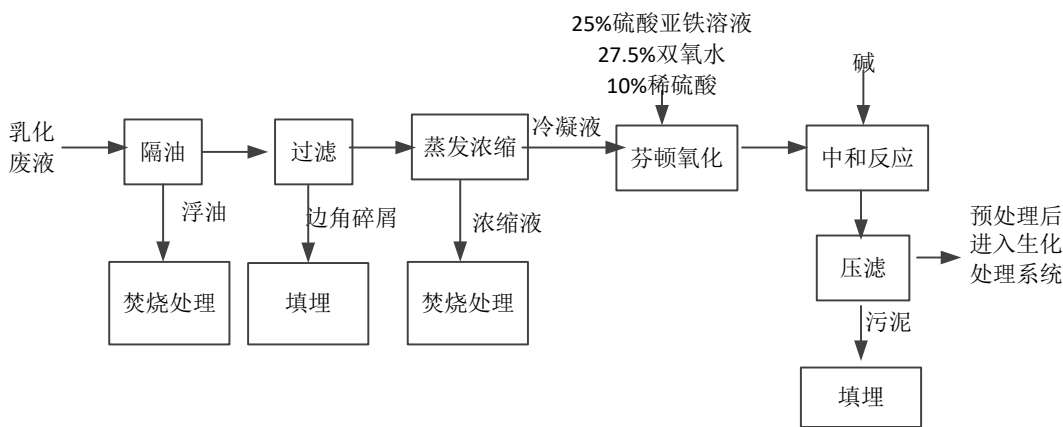 25%硫酸亚铁溶液
27.5%双氧水
10%稀硫酸
碱
乳化
废液
隔油
过滤
蒸发浓缩
冷凝液
芬顿氧化
中和反应
浮油
边角碎屑
浓缩液
焚烧处理
填埋
焚烧处理
压滤
预处理后
进入生化
处理系统
污泥
填埋